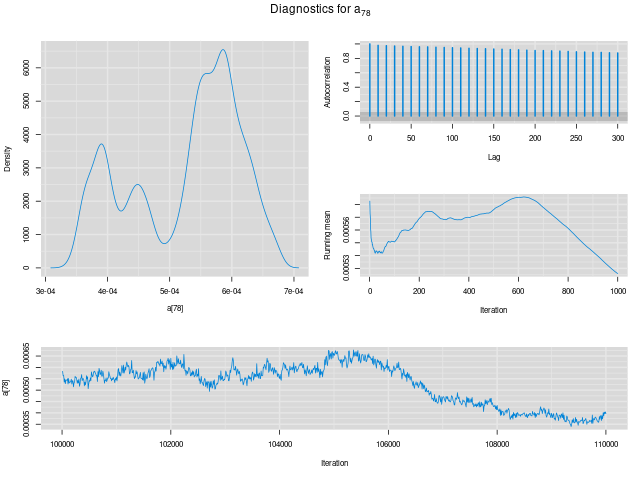 Diagnostics for a78
Density
0
1000
2000
3000
4000
5000
6000
3e-04
4e-04
5e-04
6e-04
7e-04
a[78]
Autocorrelation
0.0
0.4
0.8
0
50
100
150
200
250
300
Lag
Running mean
0.00053
0.00056
0
200
400
600
800
1000
Iteration
a[78]
0.00035
0.00050
0.00065
100000
102000
104000
106000
108000
110000
Iteration